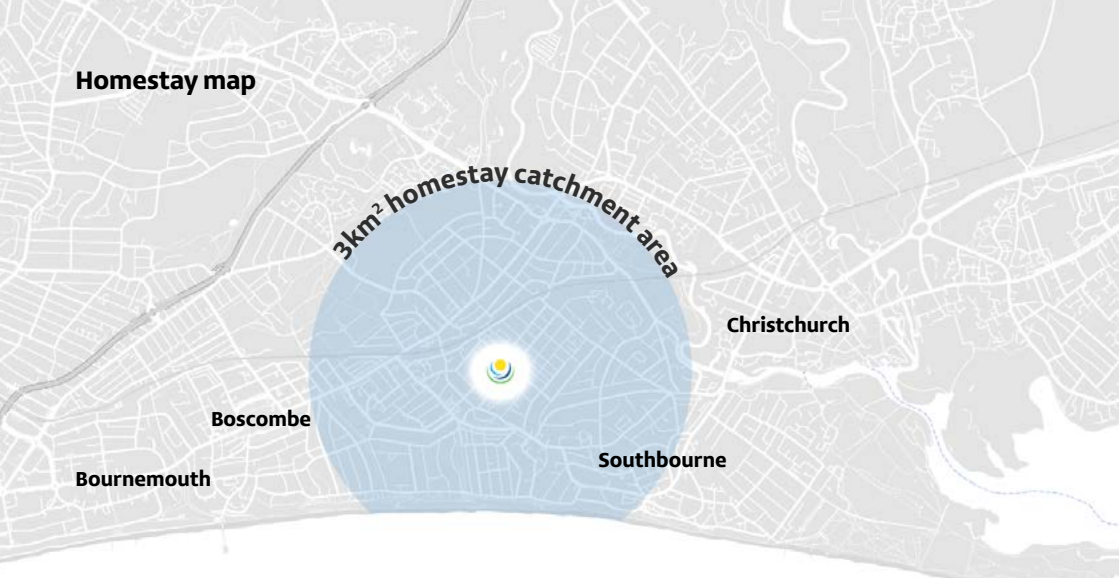 Homestay map
3km² homestay catchment area
Christchurch
Boscombe
Southbourne
Bournemouth